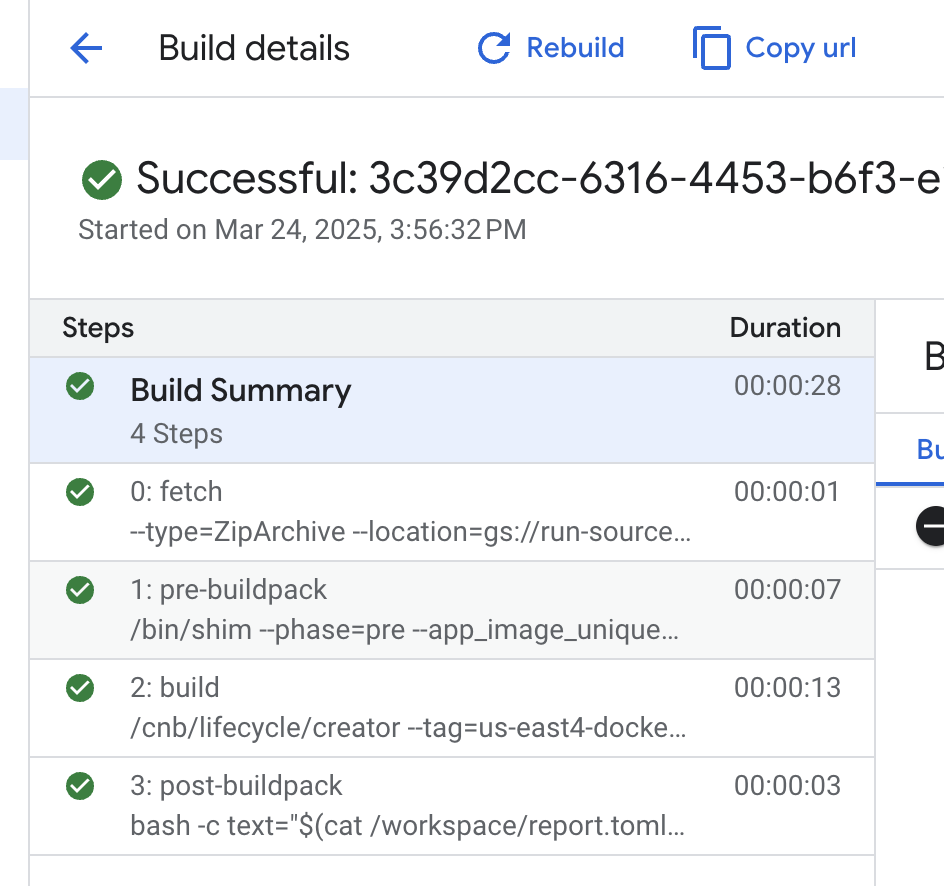 Build details
Rebuild
Copy url
Successful: 3c39d2cc-6316-4453-b6f3-e
Started on Mar 24, 2025, 3:56:32 PM
Steps Duration
Build Summary 00:00:28
4 Steps
0: fetch 00:00:01
--type=ZipArchive --location=gs://run-source...
1: pre-buildpack 00:00:07
/bin/shim --phase=pre --app_image_unique...
2: build 00:00:13
/cnb/lifecycle/creator --tag=us-east4-docke...
3: post-buildpack 00:00:03
bash -c text="$(cat /workspace/report.toml...
B
Bu